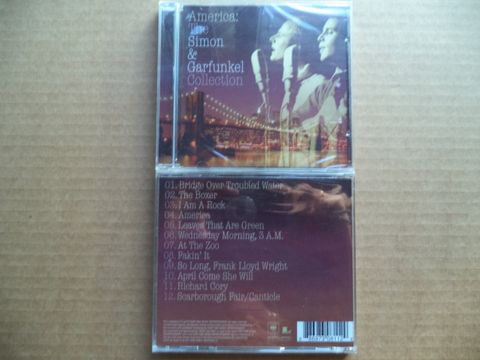 America:
The
Simon
&
Garfunkel
Collection
01. Bridge Over Troubled Water
02. The Boxer
03. I Am A Rock
04. America
05. Leaves That Are Green
06. Wednesday Morning, 3 A.M.
07. At The Zoo
08. Fakin' It
09. So Long, Frank Lloyd Wright
10. April Come She Will
11. Richard Cory
12. Scarborough Fair/Canticle